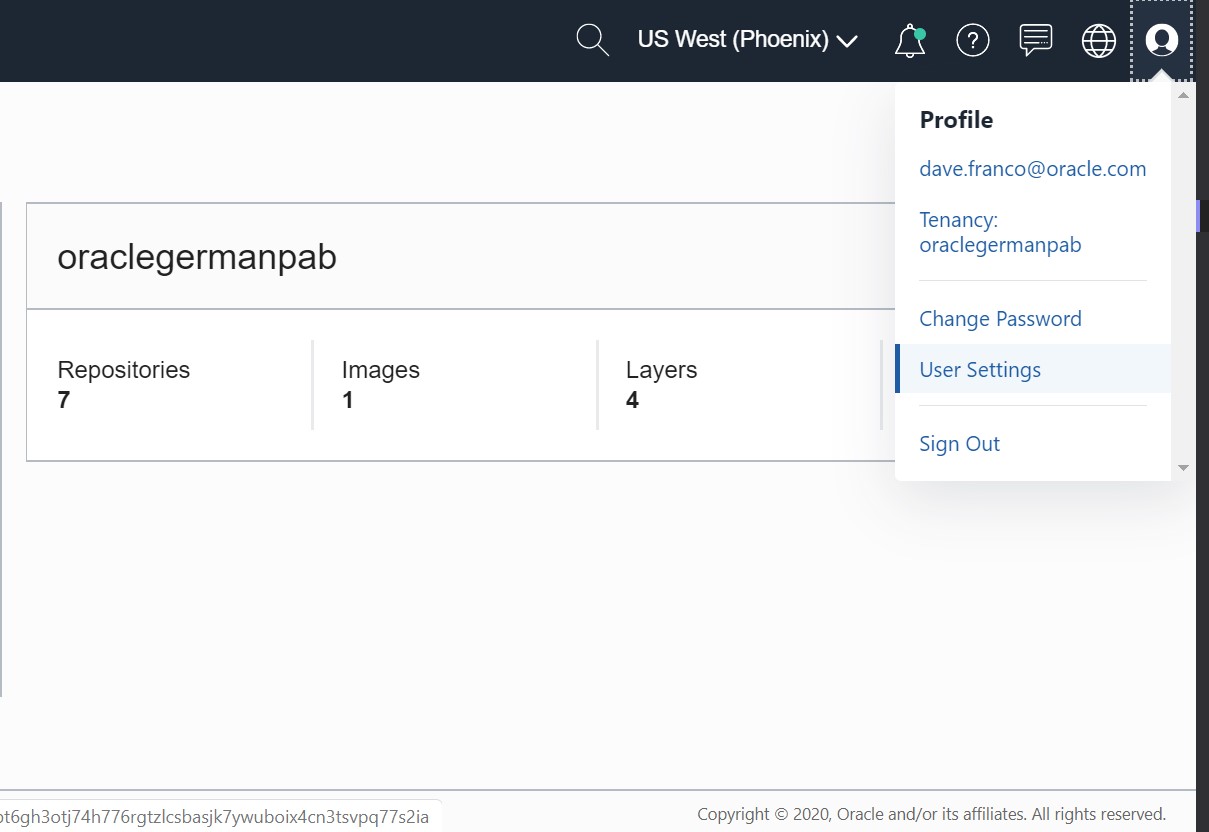 US West (Phoenix)
Profile
dave.franco@oracle.com
Tenancy:
oraclegermanpab
Change Password
User Settings
Sign Out
oraclegermanpab
Repositories
7
Images
1
Layers
4
ot6gh3otj74h776rgtzlcsbasjk7ywuboix4cn3tsvpq77s2ia
Copyright © 2020, Oracle and/or its affiliates. All rights reserved.